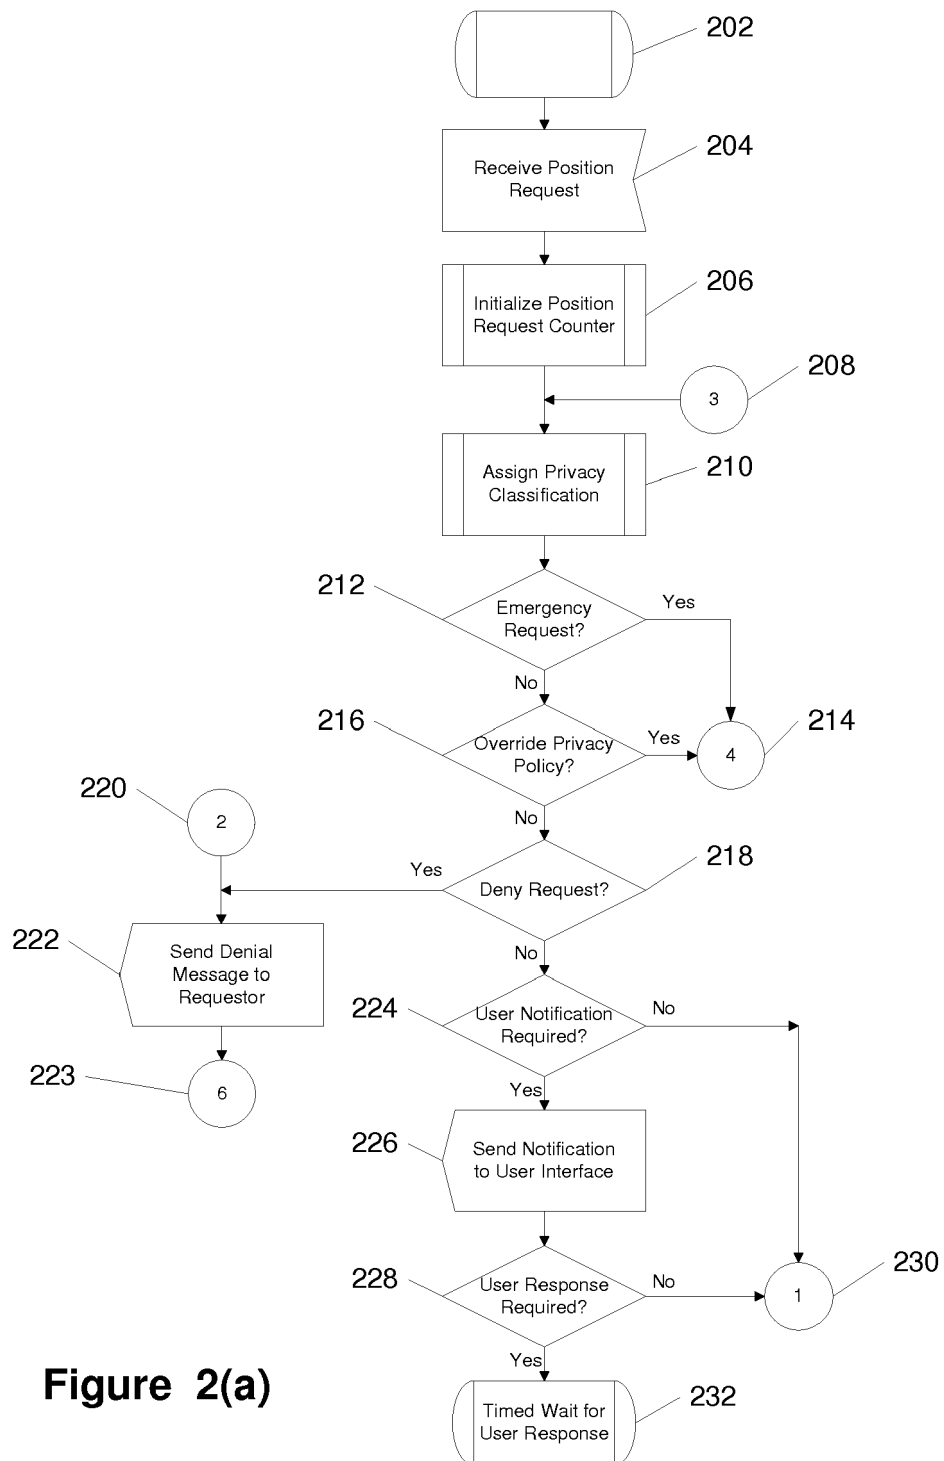 202
Receive Position
Request
204
Initialize Position
Request Counter
206
3
208
Assign Privacy
Classification
210
212
Emergency
Request?
Yes
No
216
Override Privacy
Policy?
Yes
4
214
No
220
2
Yes
Deny Request?
218
No
222
Send Denial
Message to
Requestor
224
User Notification
Required?
No
223
6
Yes
226
Send Notification
to User Interface
228
User Response
Required?
No
1
230
Yes
Timed Wait for
User Response
232
Figure 2(a)